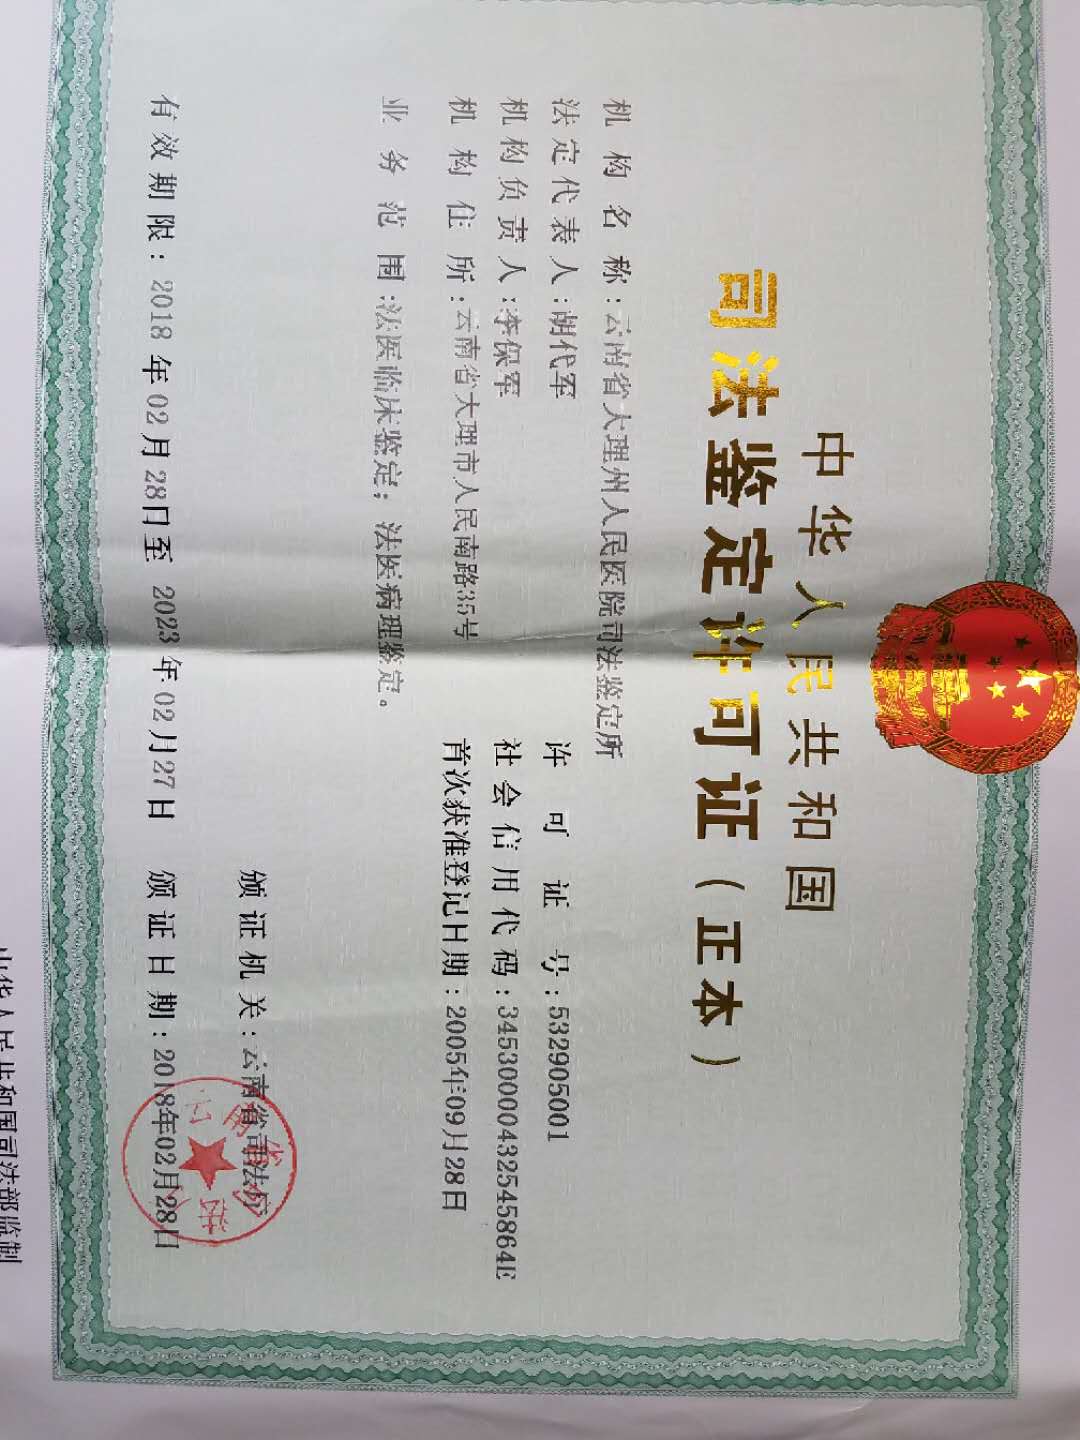 中华人民共和国
司法鉴定许可证（正本）
机构名称：云南省大理州人民医院司法鉴定所
法定代表人：胡代军
许可证号：532905001
机构负责人：李保军
社会信用代码：34530000432545864E
机构住所：云南省大理市人民南路35号
首次获准登记日期：2005年09月28日
业务范围：法医临床鉴定；法医病理鉴定。
颁证机关：云南省司法厅
有效期限：2018年02月28日至2023年02月27日
颁证日期：2018年02月28日
中华人民共和国司法部监制